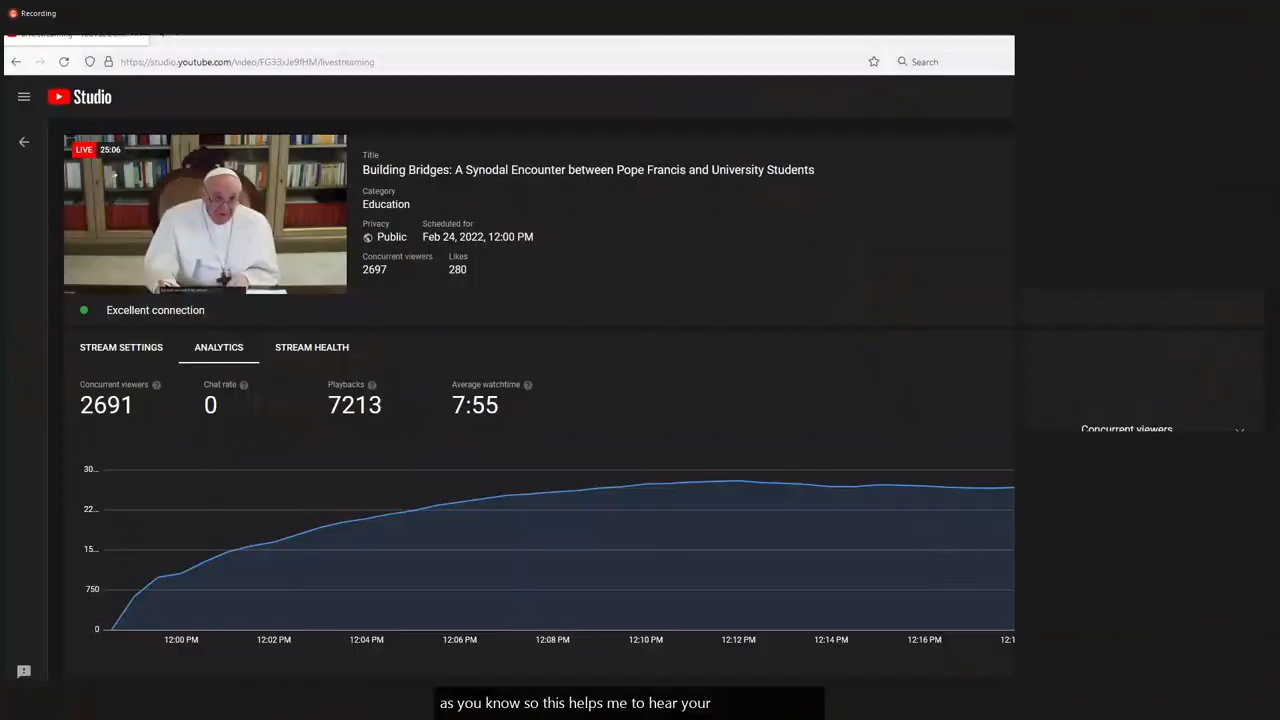 Recording
https://studio.youtube.com/video/FG33xJe9fHM/livestreaming
Search
Studio
LIVE 25:06
Title
Building Bridges: A Synodal Encounter between Pope Francis and University Students
Category
Education
Privacy Scheduled for
Public Feb 24, 2022, 12:00 PM
Concurrent viewers Likes
2697 280
Excellent connection
STREAM SETTINGS ANALYTICS STREAM HEALTH
Concurrent viewers Chat rate Playbacks Average watchtime
2691 0 7213 7:55
Concurrent viewers
30...
22...
15...
750
0
12:00 PM 12:02 PM 12:04 PM 12:06 PM 12:08 PM 12:10 PM 12:12 PM 12:14 PM 12:16 PM 12:1
as you know so this helps me to hear your